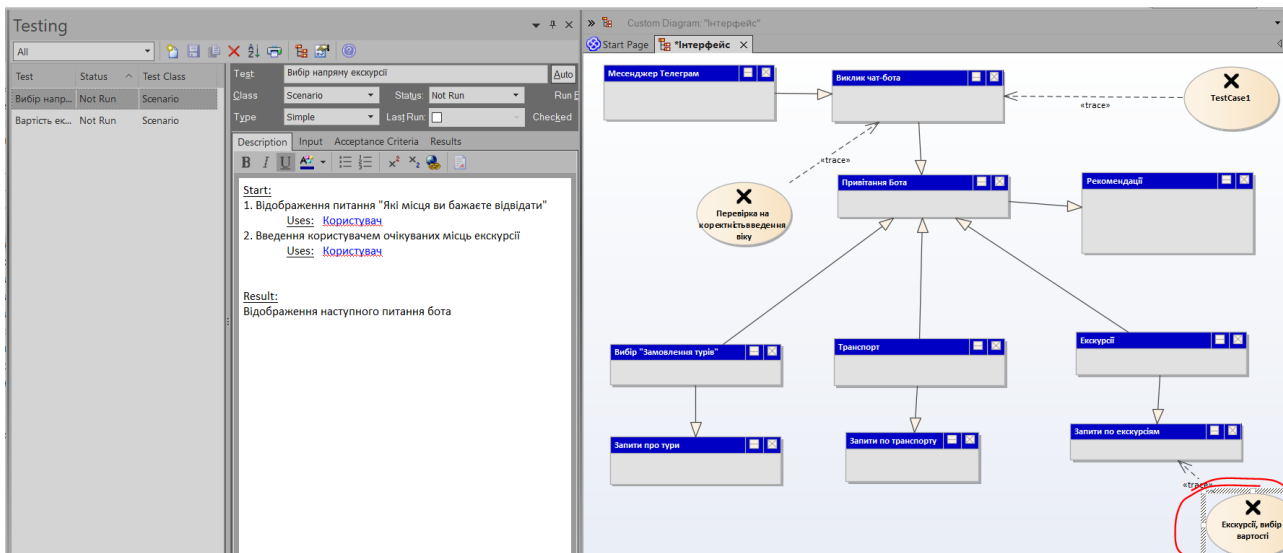 Testing
All
Test Status Test Class
Вибір напр... Not Run Scenario
Вартість ек... Not Run Scenario
Test Вибір напряму екскурсії Auto
Class Scenario Status: Not Run Run E
Type Simple Last Run: Checked
Description Input Acceptance Criteria Results
B I U
Start:
1. Відображення питання "Які місця ви бажаєте відвідати"
Uses: Користувач
2. Введення користувачем очікуваних місць екскурсії
Uses: Користувач
Result:
Відображення наступного питання бота
Custom Diagram: "Інтерфейс"
Start Page *Інтерфейс X
Месенджер Телеграм
Виклик чат-бота
TestCase1
«trace»
«trace»
Привітання Бота
Рекомендації
Перевірка на
коректністьвведення
віку
Вибір "Замовлення турів"
Транспорт
Екскурсії
Запити про тури
Запити по транспорту
Запити по екскурсіям
«trace»
Екскурсії, вибір
вартості